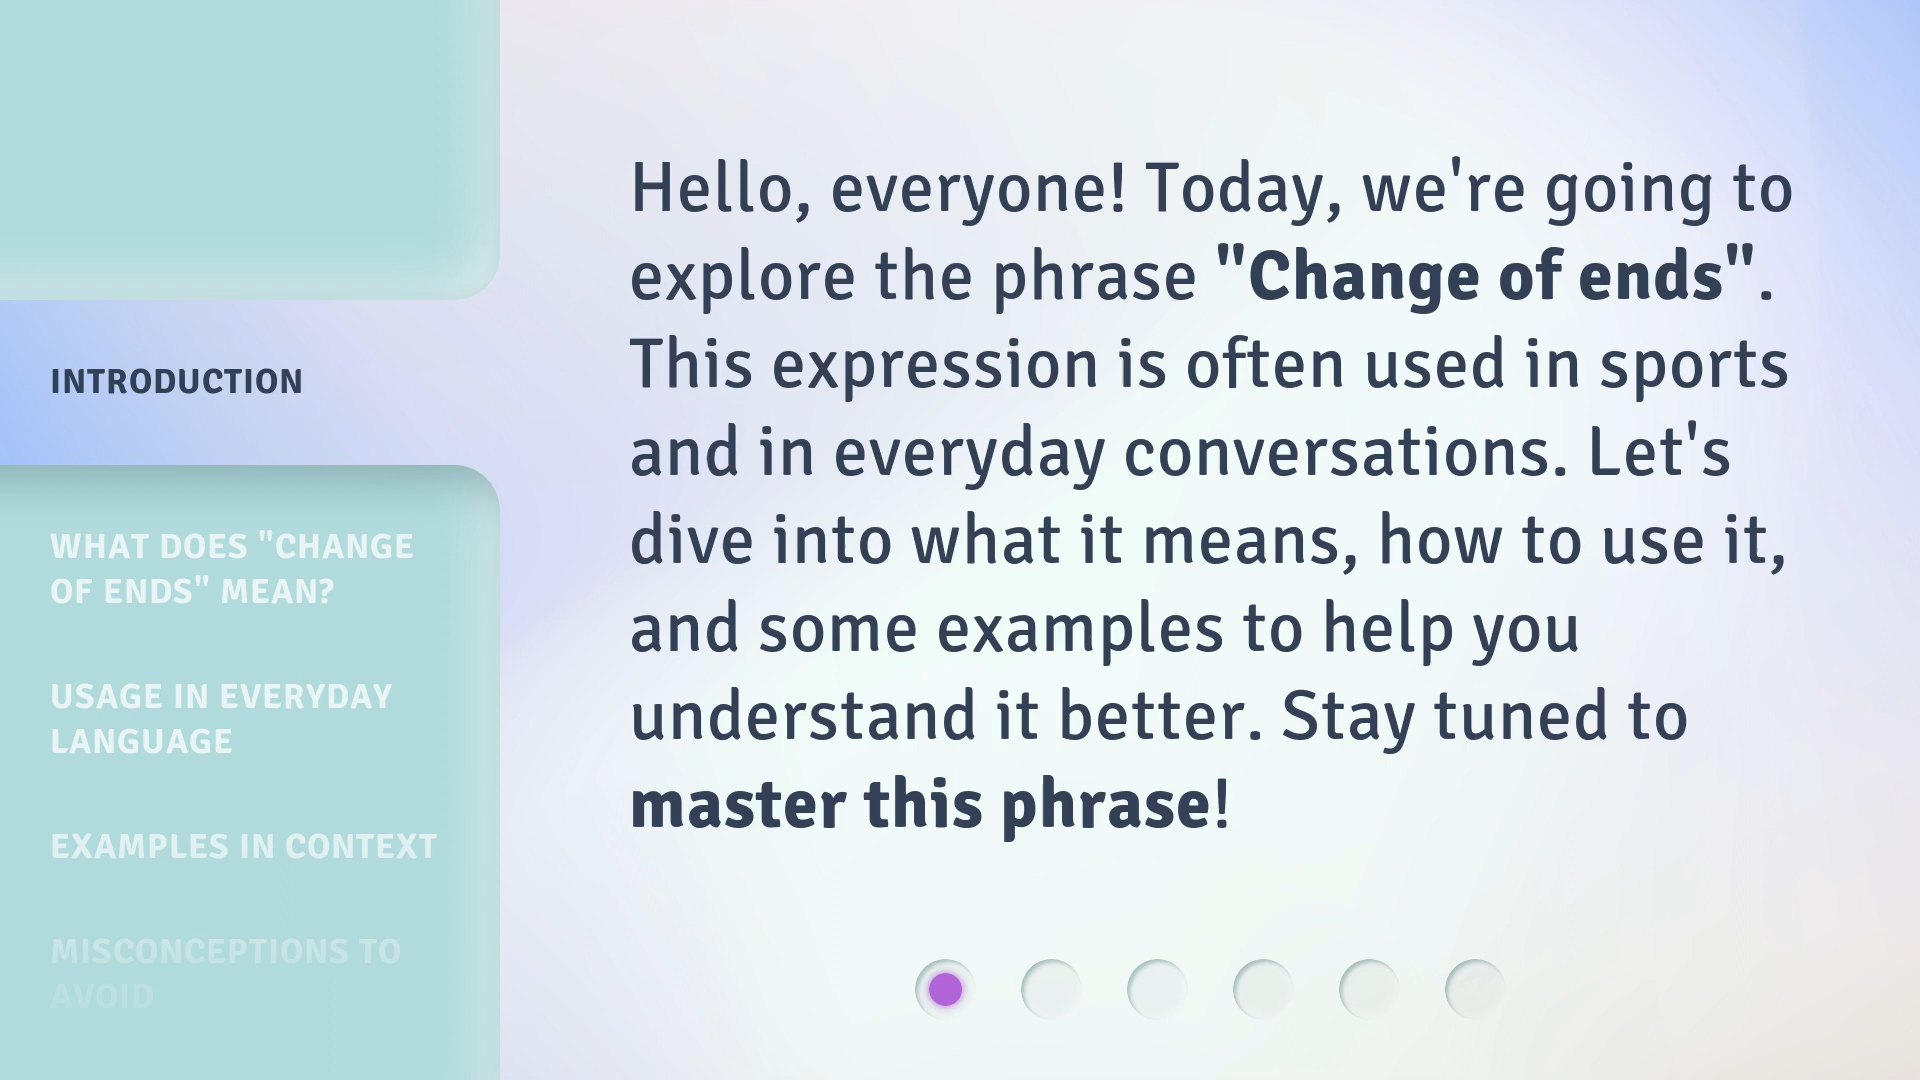 INTRODUCTION
WHAT DOES "CHANGE
OF ENDS" MEAN?
USAGE IN EVERYDAY
LANGUAGE
EXAMPLES IN CONTEXT
MISCONCEPTIONS TO
AVOID
Hello, everyone! Today, we're going to
explore the phrase "Change of ends".
This expression is often used in sports
and in everyday conversations. Let's
dive into what it means, how to use it,
and some examples to help you
understand it better. Stay tuned to
master this phrase!